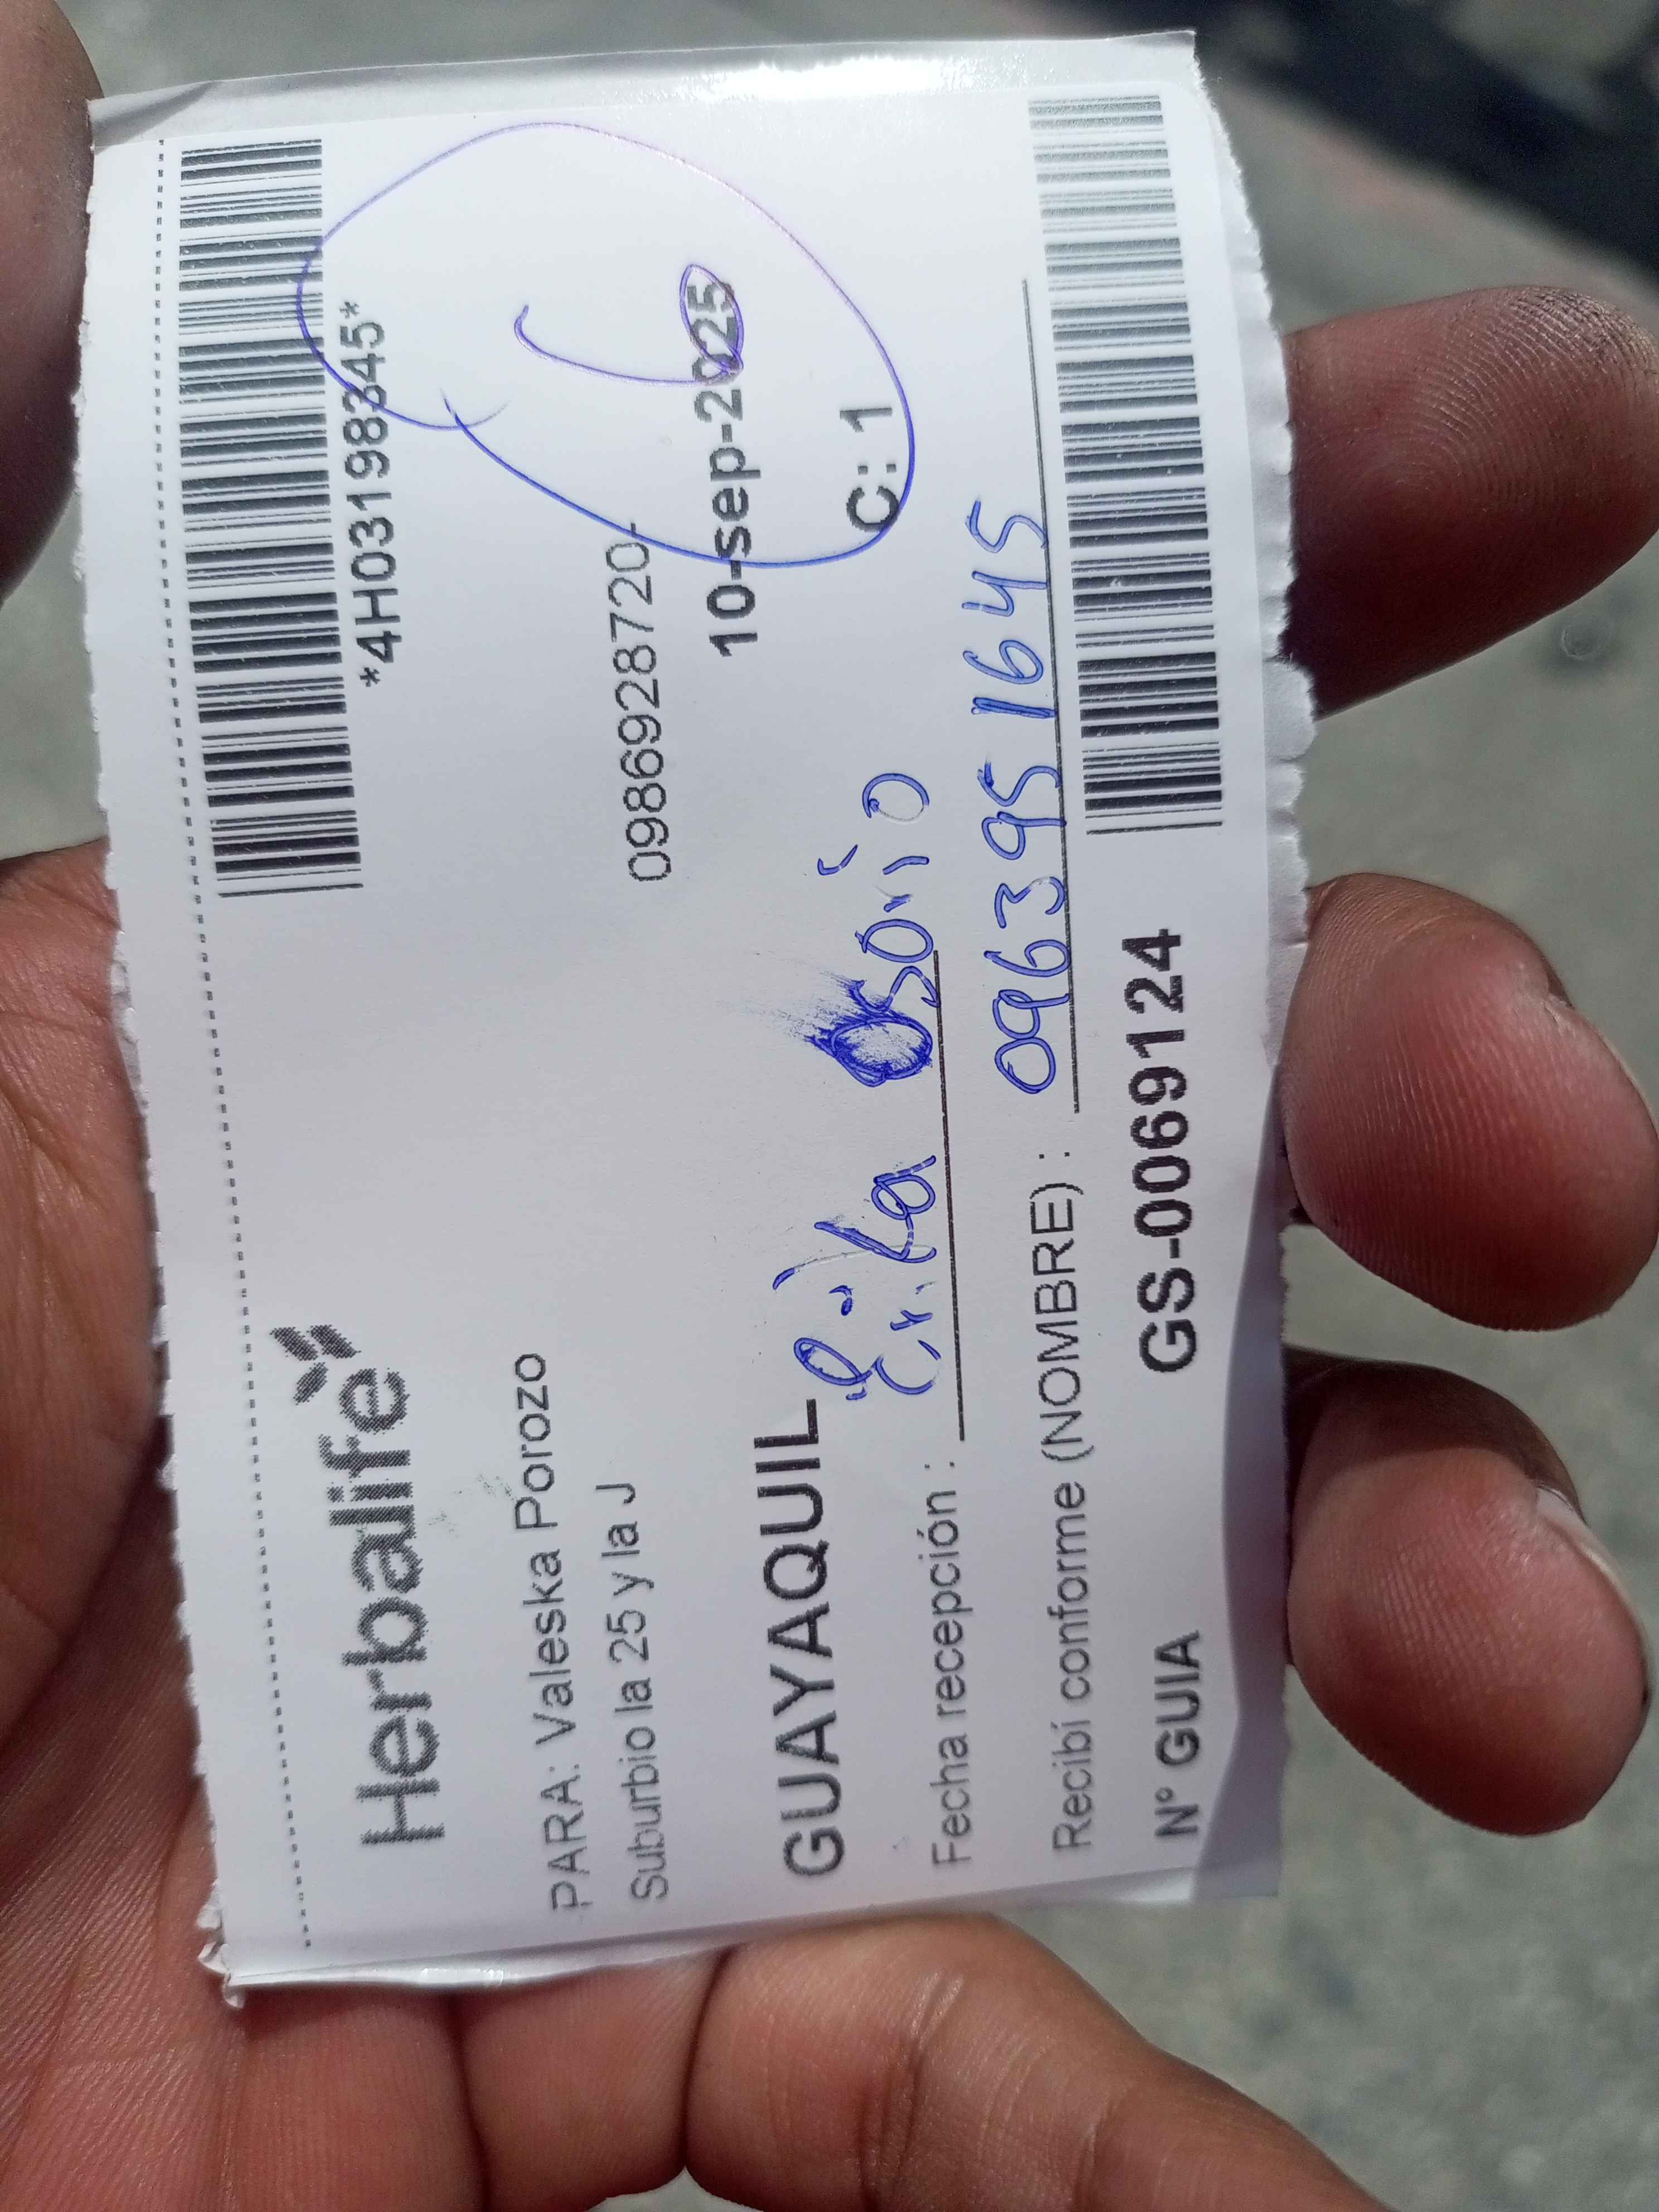 *4H03198345*
Herbalife
PARA: Valeska Porozo
Suburbio la 25 y la J
0986928720-
10-sep-2025
GUAYAQUIL
C: 1
Fecha recepción :
Recibí conforme (NOMBRE) : 0963951645
Nº GUIA GS-0069124